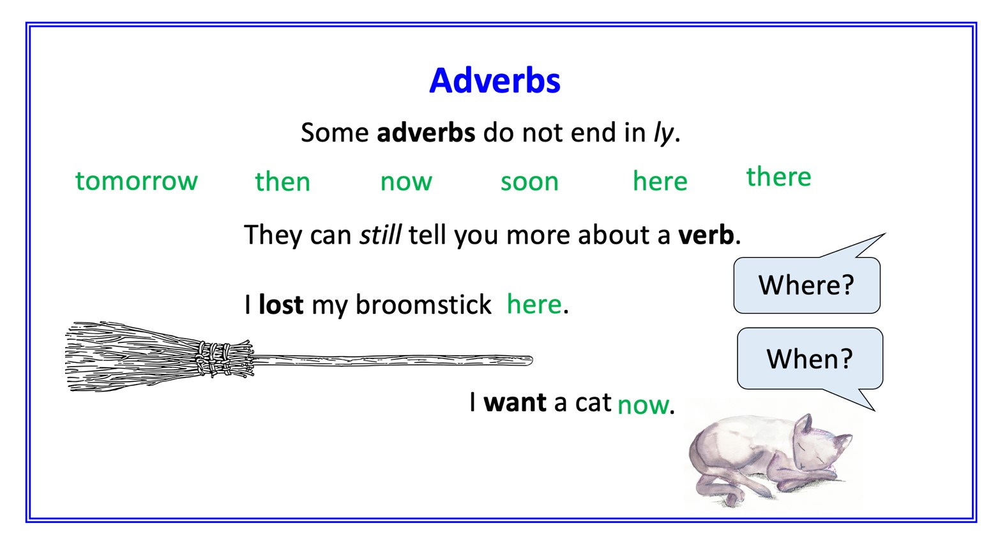 Adverbs
Some adverbs do not end in ly.
tomorrow then now soon here there
They can still tell you more about a verb.
Where?
I lost my broomstick here.
When?
I want a cat now.